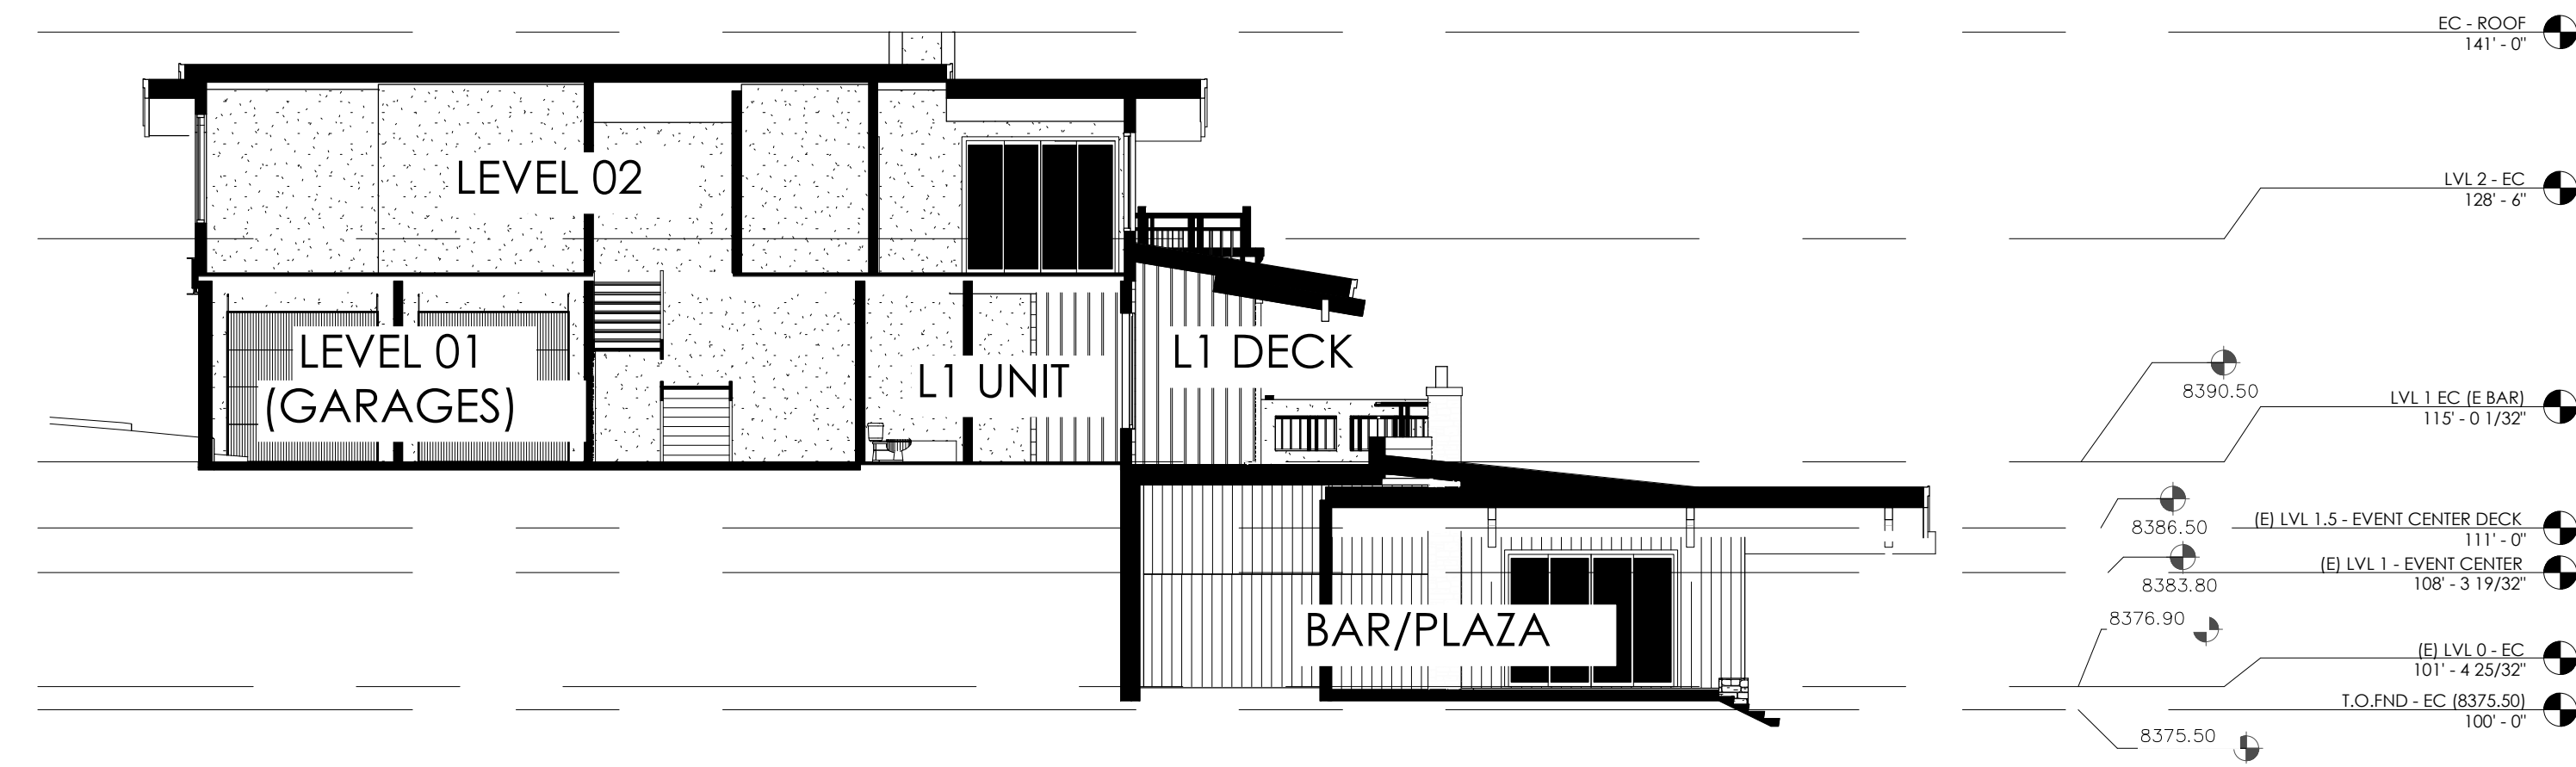 EC - ROOF
141' - 0"
LEVEL 02
LVL 2 - EC
128' - 6"
LEVEL 01
(GARAGES)
L1 UNIT
L1 DECK
8390.50
LVL 1 EC (E BAR)
115' - 0 1/32"
8386.50
(E) LVL 1.5 - EVENT CENTER DECK
111' - 0"
8383.80
(E) LVL 1 - EVENT CENTER
108' - 3 19/32"
BAR/PLAZA
8376.90
(E) LVL 0 - EC
101' - 4 25/32"
T.O.FND - EC (8375.50)
100' - 0"
8375.50